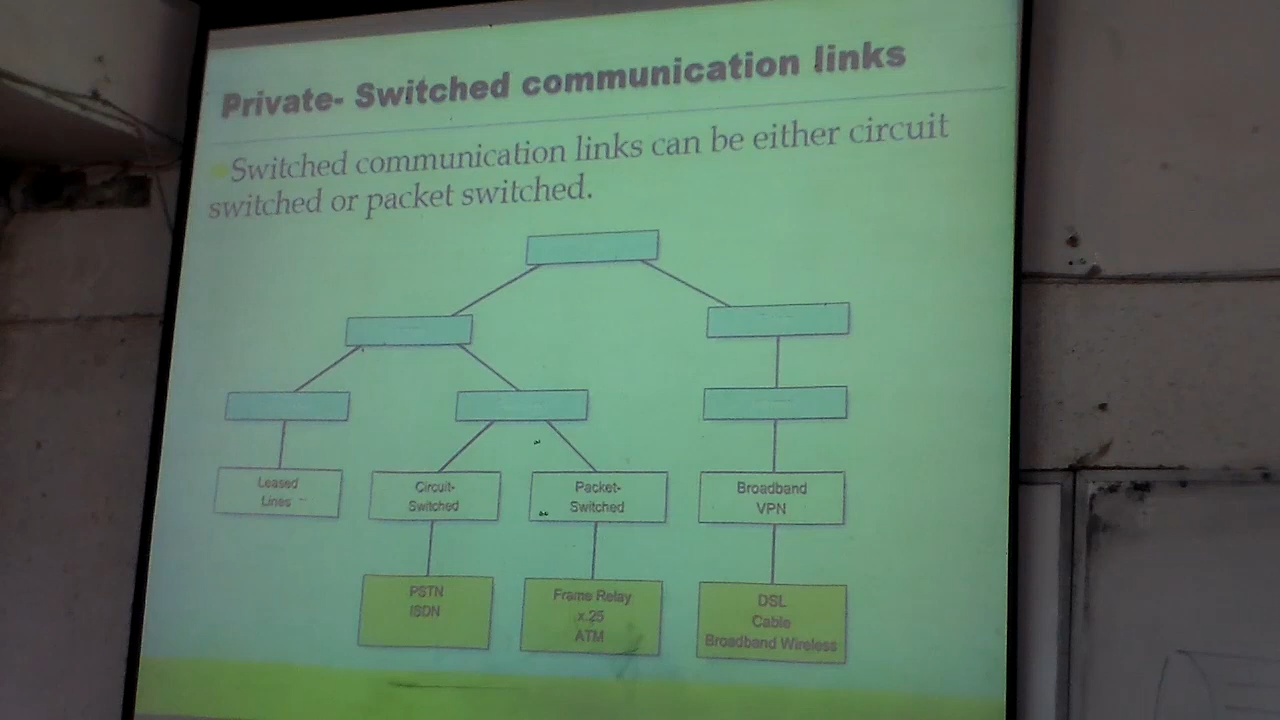 Private- Switched communication links
Switched communication links can be either circuit
switched or packet switched.
Leased
Lines
Circuit-
Switched
Packet-
Switched
Broadband
VPN
PSTN
ISDN
Frame Relay
x.25
ATM
DSL
Cable
Broadband Wireless